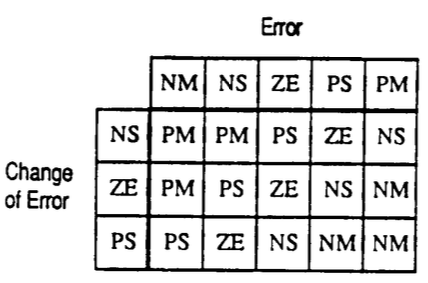 Error
NM NS ZE PS PM
NS PM PM PS ZE NS
Change
of Error
ZE PM PS ZE NS NM
PS PS ZE NS NM NM